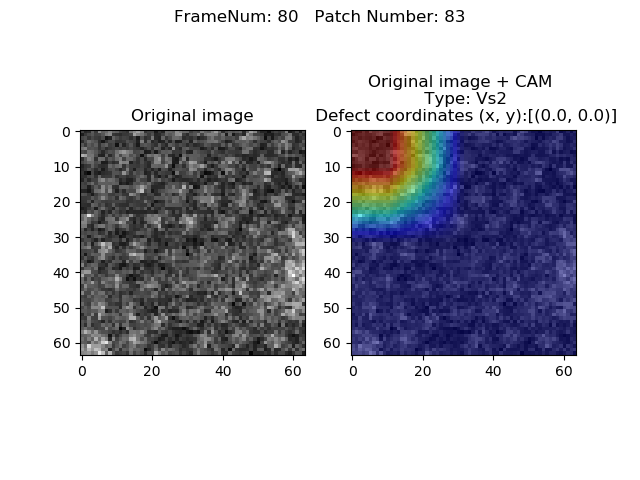 FrameNum: 80   Patch Number: 83
Original image
Original image + CAM
Type: Vs2
Defect coordinates (x, y):[(0.0, 0.0)]
0
10
20
30
40
50
60
0 20 40 60
0
10
20
30
40
50
60
0 20 40 60